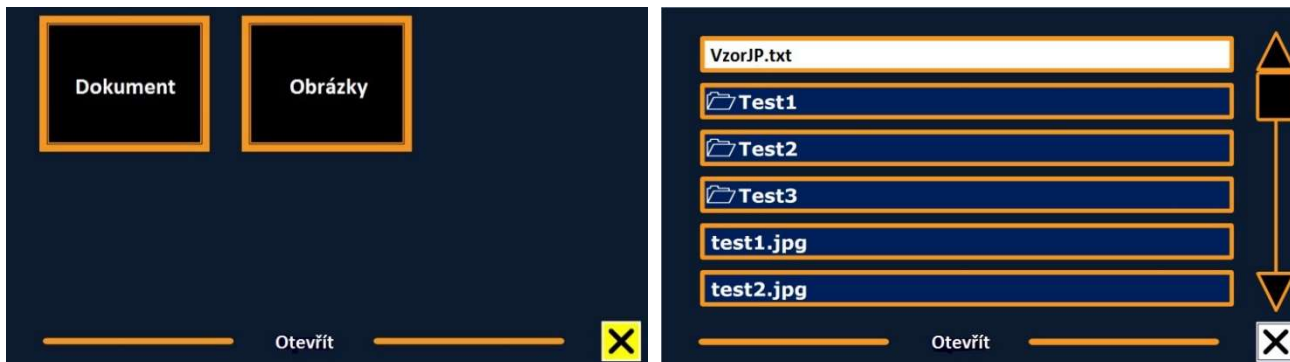 Dokument
Obrázky
Otevřít
VzorJP.txt
Test1
Test2
Test3
test1.jpg
test2.jpg
Otevřít